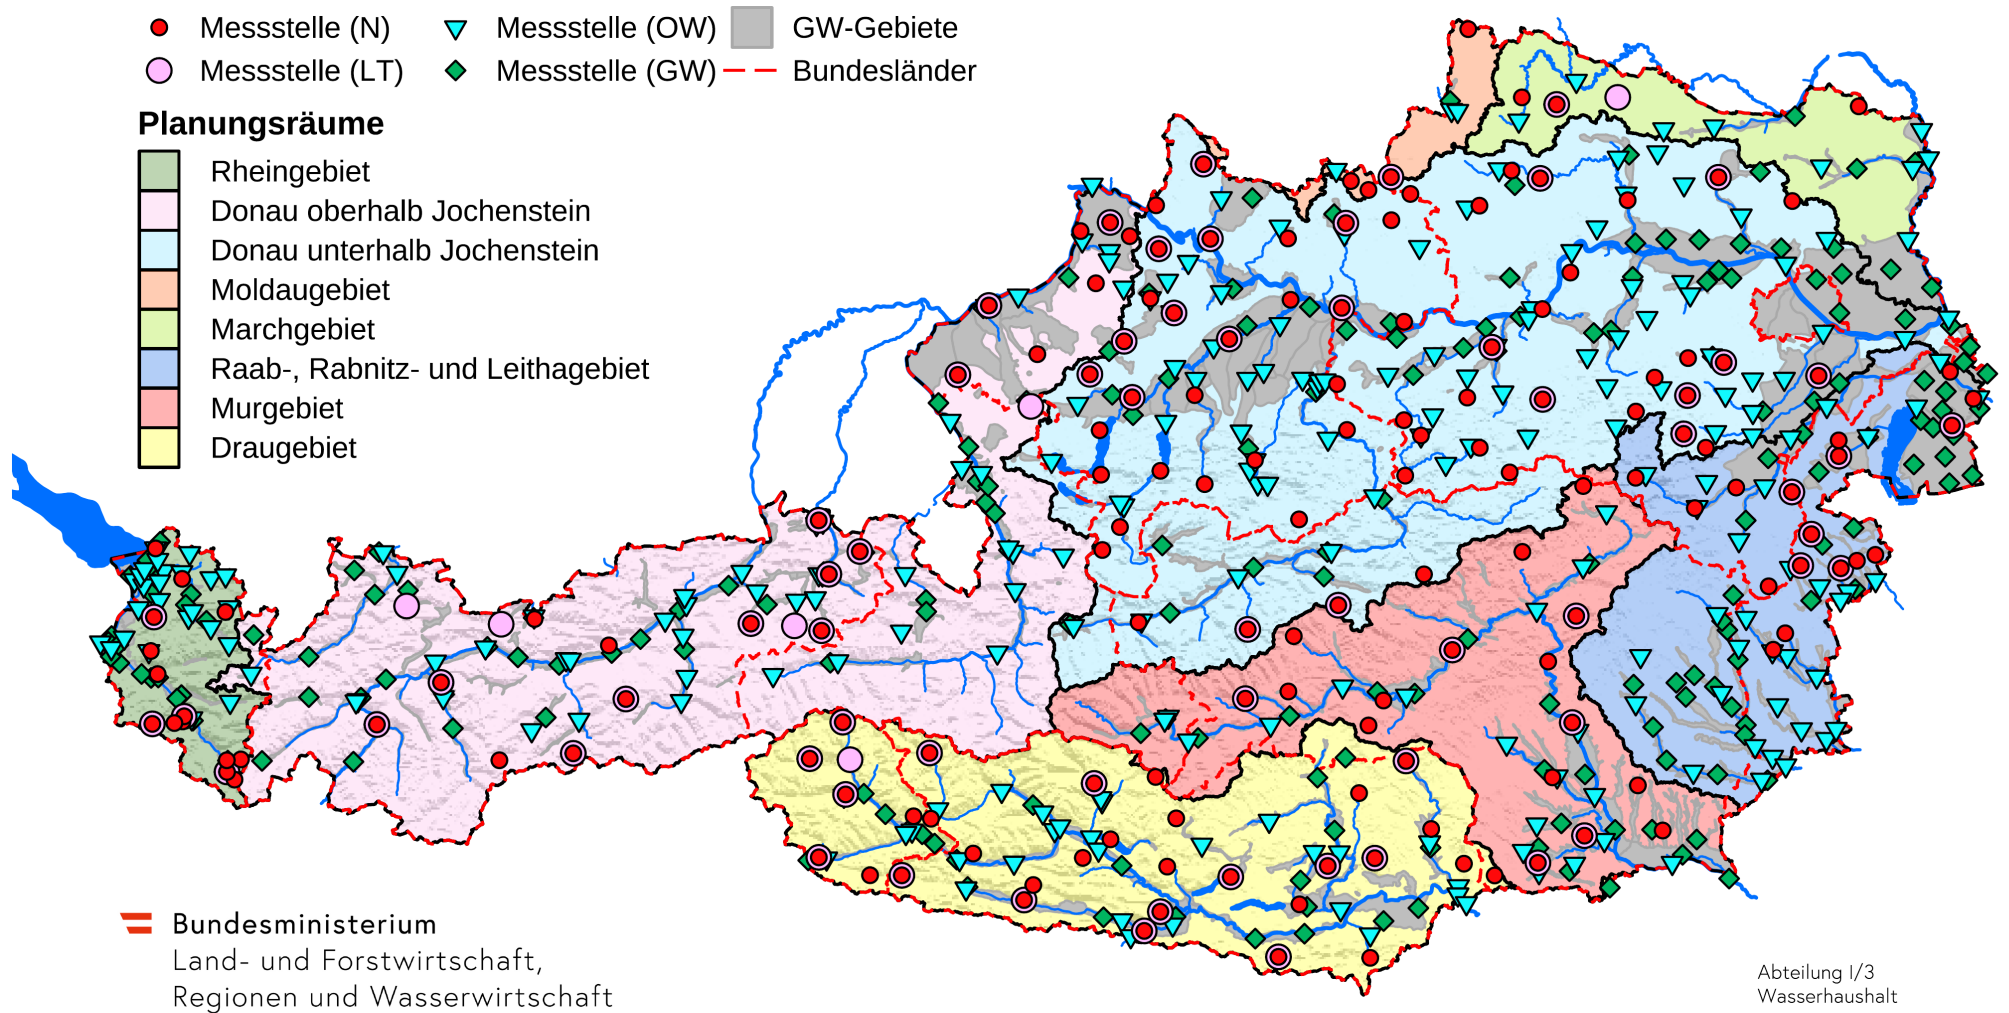 Messstelle (N)
Messstelle (OW)
GW-Gebiete
Messstelle (LT)
Messstelle (GW)
Bundesländer
Planungsräume
Rheingebiet
Donau oberhalb Jochenstein
Donau unterhalb Jochenstein
Moldaugebiet
Marchgebiet
Raab-, Rabnitz- und Leithagebiet
Murgebiet
Draugebiet
Bundesministerium
Land- und Forstwirtschaft,
Regionen und Wasserwirtschaft
Abteilung I/3
Wasserhaushalt